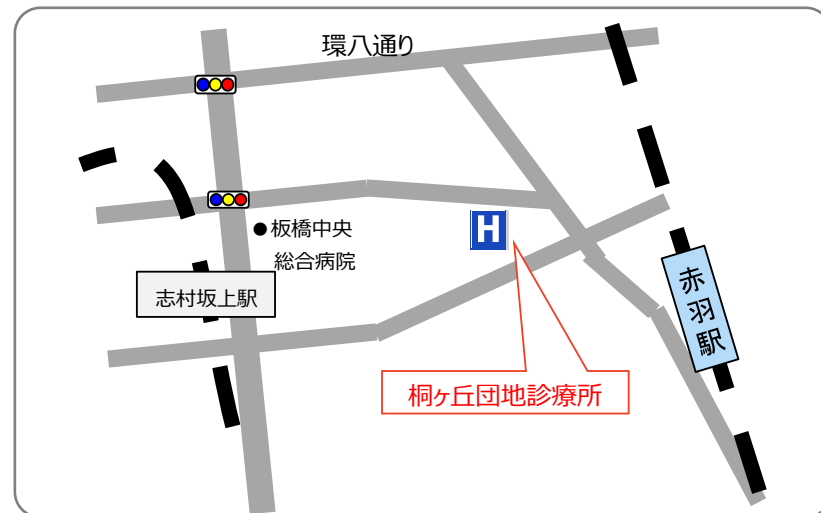 環八通り
H
●板橋中央
総合病院
志村坂上駅
赤羽駅
桐ヶ丘団地診療所